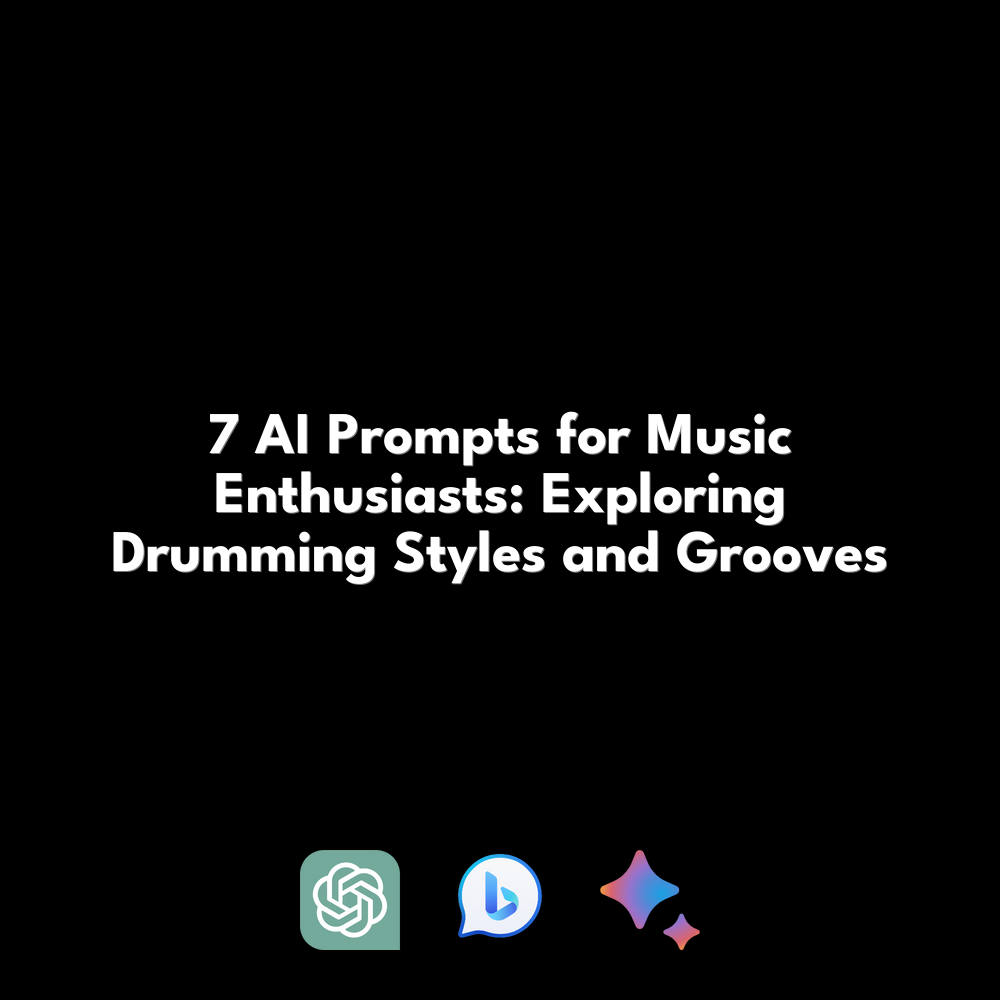 7 AI Prompts for Music
Enthusiasts: Exploring
Drumming Styles and Grooves